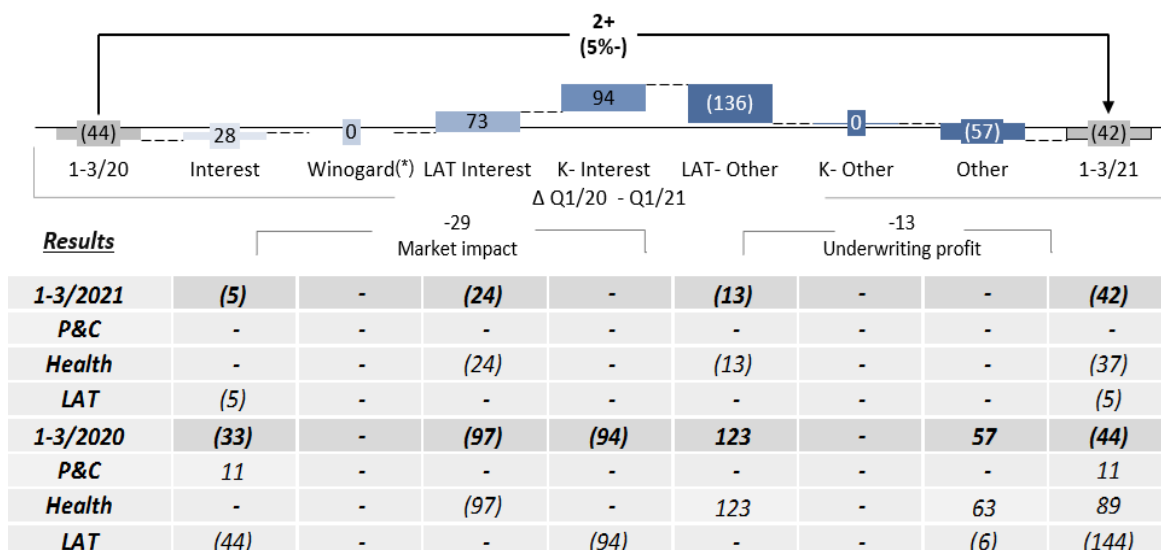 2+
(5%-)
(44) 28 0 73 94 (136) 0 (57) (42)
1-3/20 Interest Winogard(*) LAT Interest K- Interest LAT- Other K- Other Other 1-3/21
Δ Q1/20 - Q1/21
-29 -13
Results Market impact Underwriting profit
1-3/2021 (5) - (24) - (13) - - (42)
P&C - - - - - - - -
Health - - (24) - (13) - - (37)
LAT (5) - - - - - - (5)
1-3/2020 (33) - (97) (94) 123 - 57 (44)
P&C 11 - - - - - - 11
Health - - (97) - 123 - 63 89
LAT (44) - - (94) - - (6) (144)